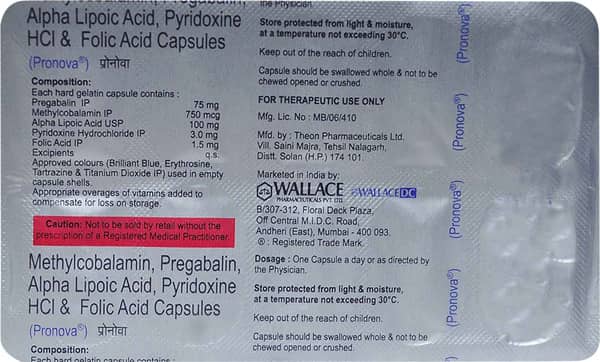 Methylcobalamin, Pregabalin,
Alpha Lipoic Acid, Pyridoxine
HCl & Folic Acid Capsules
(Pronova®) प्रोनोवा
Composition:
Each hard gelatin capsule contains :
Pregabalin IP 75 mg
Methylcobalamin IP 750 mcg
Alpha Lipoic Acid USP 100 mg
Pyridoxine Hydrochloride IP 3.0 mg
Folic Acid IP 1.5 mg
Excipients q.s.
Approved colours (Brilliant Blue, Erythrosine,
Tartrazine & Titanium Dioxide IP) used in empty
capsule shells.
Appropriate overages of vitamins added to
compensate for loss on storage.
Caution: Not to be sold by retail without the
prescription of a Registered Medical Practitioner.
Methylcobalamin, Pregabalin,
Alpha Lipoic Acid, Pyridoxine
HCl & Folic Acid Capsules
(Pronova®) प्रोनोवा
Composition:
Each hard gelatin capsule contains :
the Physician.
Store protected from light & moisture,
at a temperature not exceeding 30°C.
Keep out of the reach of children.
Capsule should be swallowed whole & not to be
chewed opened or crushed.
FOR THERAPEUTIC USE ONLY
Mfg. Lic. No : MB/06/410
Mfd. by : Theon Pharmaceuticals Ltd.
Vill. Saini Majra, Tehsil Nalagarh,
Distt. Solan (H.P.) 174 101.
Marketed in India by:
WALLACE WALLACE DC
PHARMACEUTICALS PVT. LTD.
B/307-312, Floral Deck Plaza,
Off Central M.I.D.C. Road,
Andheri (East), Mumbai - 400 093.
® : Registered Trade Mark.
Dosage : One Capsule a day or as directed by
the Physician.
Store protected from light & moisture,
at a temperature not exceeding 30°C.
Keep out of the reach of children.
Capsule should be swallowed whole & not to be
chewed opened or crushed.
(Pronova®)
(Pronova®)
(Pronova®)
(Pronova®)